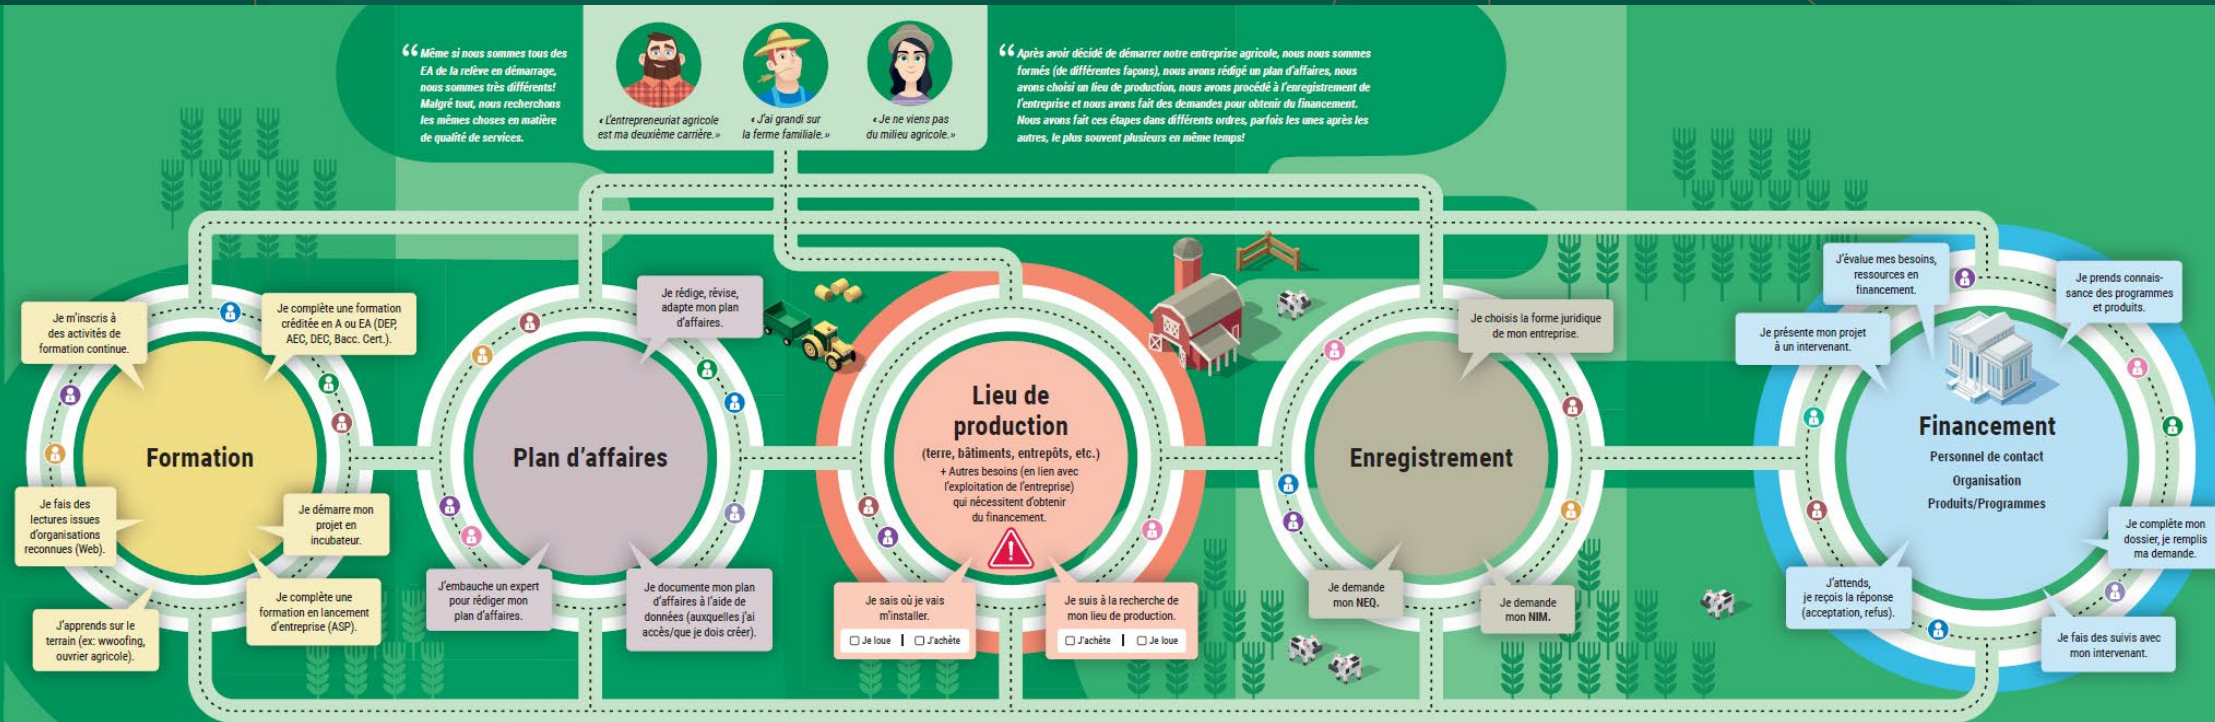 “ Même si nous sommes tous des
EA de la relève en démarrage,
nous sommes très différents!
Malgré tout, nous recherchons
les mêmes choses en matière
de qualité de services.
« L'entrepreneuriat agricole
est ma deuxième carrière.»
« J'ai grandi sur
la ferme familiale.»
« Je ne viens pas
du milieu agricole.»
“ Après avoir décidé de démarrer notre entreprise agricole, nous nous sommes
formés (de différentes façons), nous avons rédigé un plan d'affaires, nous
avons choisi un lieu de production, nous avons procédé à l'enregistrement de
l'entreprise et nous avons fait des demandes pour obtenir du financement.
Nous avons fait ces étapes dans différents ordres, parfois les unes après les
autres, le plus souvent plusieurs en même temps!
Je m'inscris à
des activités de
formation continue.
Je complète une formation
créditée en A ou EA (DEP,
AEC, DEC, Bacc. Cert.).
Formation
Je fais des
lectures issues
d'organisations
reconnues (Web).
Je démarre mon
projet en
incubateur.
J'apprends sur le
terrain (ex: wwoofing,
ouvrier agricole).
Je complète une
formation en lancement
d'entreprise (ASP).
Je rédige, révise,
adapte mon plan
d'affaires.
Plan d'affaires
J'embauche un expert
pour rédiger mon
plan d'affaires.
Je documente mon plan
d'affaires à l'aide de
données (auxquelles j'ai
accès/que je dois créer).
Lieu de
production
(terre, bâtiments, entrepôts, etc.)
+ Autres besoins (en lien avec
l'exploitation de l'entreprise)
qui nécessitent d'obtenir
du financement.
!
Je sais où je vais
m'installer.
Je loue | J'achète
Je suis à la recherche de
mon lieu de production.
J'achète | Je loue
Je choisis la forme juridique
de mon entreprise.
Enregistrement
Je demande
mon NEQ.
Je demande
mon NIM.
J'évalue mes besoins,
ressources en
financement.
Je prends connais-
sance des programmes
et produits.
Je présente mon projet
à un intervenant.
Financement
Personnel de contact
Organisation
Produits/Programmes
Je complète mon
dossier, je remplis
ma demande.
J'attends,
je reçois la réponse
(acceptation, refus).
Je fais des suivis avec
mon intervenant.